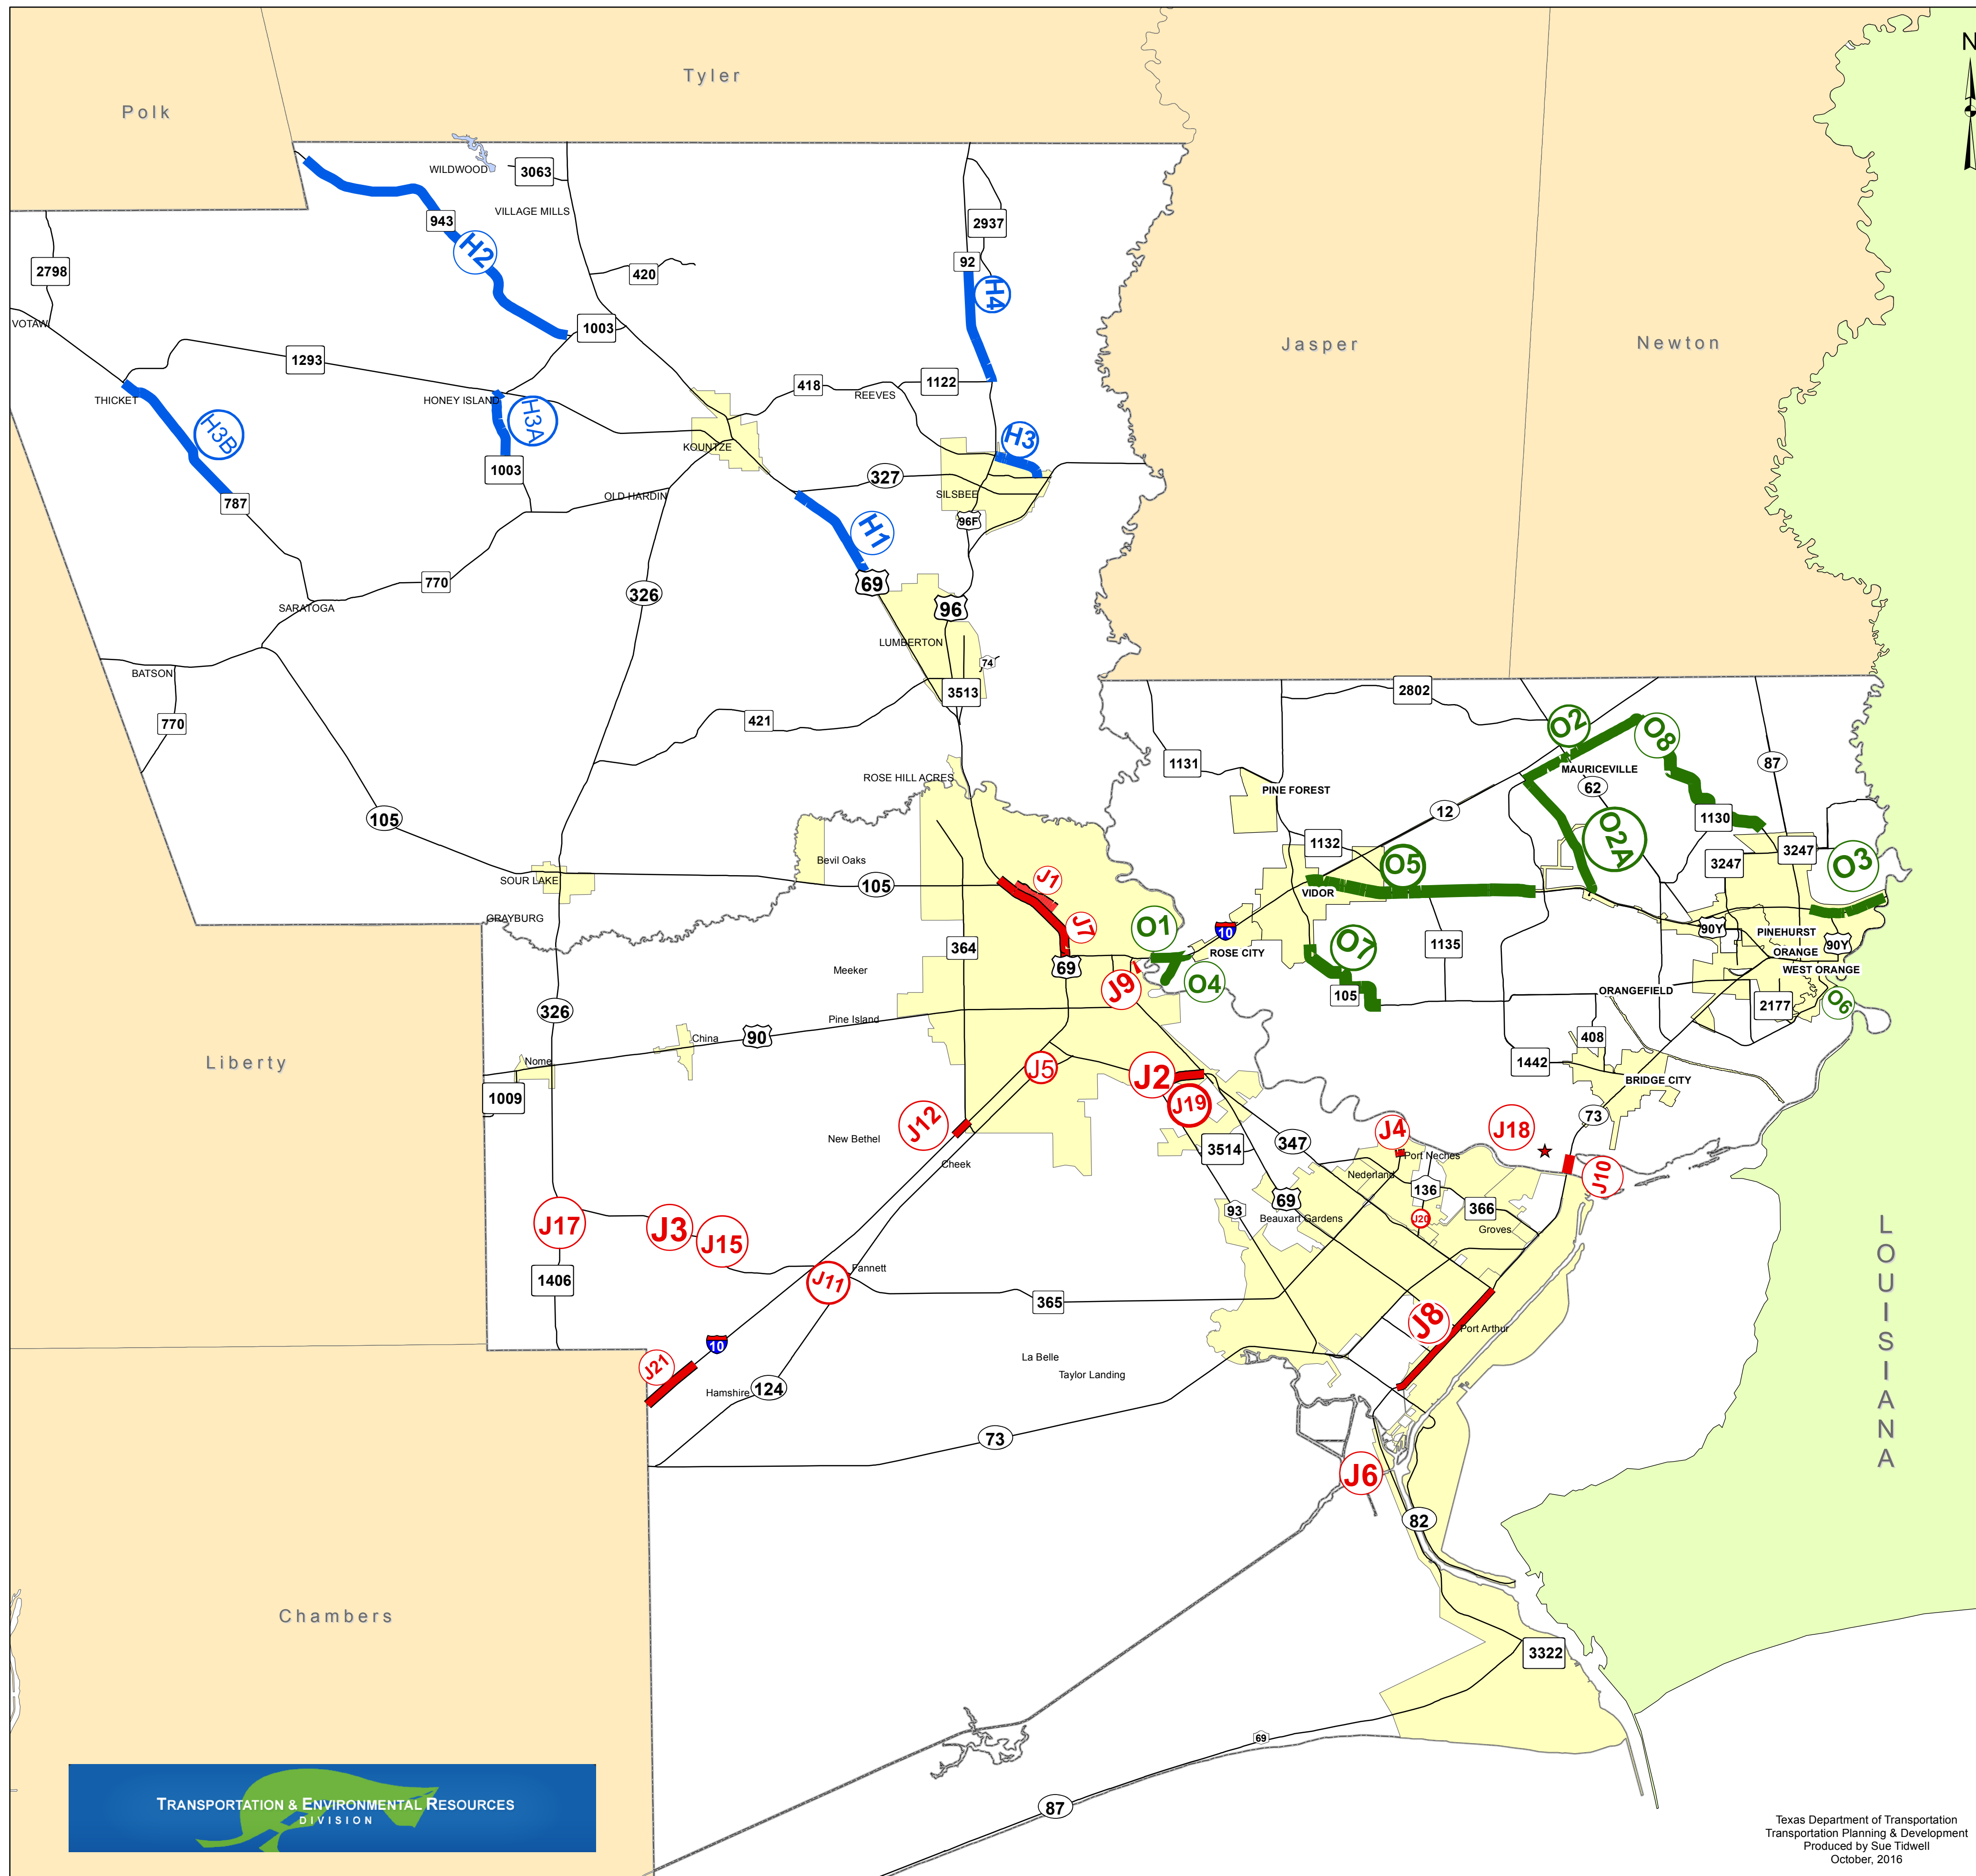 N
Tyler
Polk
WILDWOOD
3063
VILLAGE MILLS
943
2937
H2
92
2798
420
H4
VOTAW
1003
Jasper
Newton
1293
418
1122
REEVES
THICKET
HONEY ISLAND
H3A
H3B
H3
KOUNTZE
1003
327
OLD HARDIN
SILSBEE
787
96F
H1
770
69
326
96
SARATOGA
LUMBERTON
74
BATSON
3513
2802
770
421
O2
O8
1131
87
MAURICEVILLE
ROSE HILL ACRES
62
PINE FOREST
105
12
1130
O2A
1132
3247
3247
O3
Bevil Oaks
O5
SOUR LAKE
105
J1
VIDOR
GRAYBURG
O1
J7
10
90Y
PINEHURST
364
O7
1135
90Y
ROSE CITY
ORANGE
Meeker
69
WEST ORANGE
J9
O4
105
ORANGEFIELD
O6
2177
326
Pine Island
90
China
408
Nome
Liberty
J5
J2
1442
BRIDGE CITY
1009
J19
73
J12
New Bethel
3514
347
J4
J18
Port Neches
Cheek
Nederland
J10
136
69
93
366
J17
J3
J15
Beauxart Gardens
J20
Groves
LOUISIANA
Fannett
1406
J11
365
J8
Port Arthur
10
J21
La Belle
Taylor Landing
Hamshire
124
73
J6
82
Chambers
3322
69
87
TRANSPORTATION & ENVIRONMENTAL RESOURCES
DIVISION
Texas Department of Transportation
Transportation Planning & Development
Produced by Sue Tidwell
October, 2016